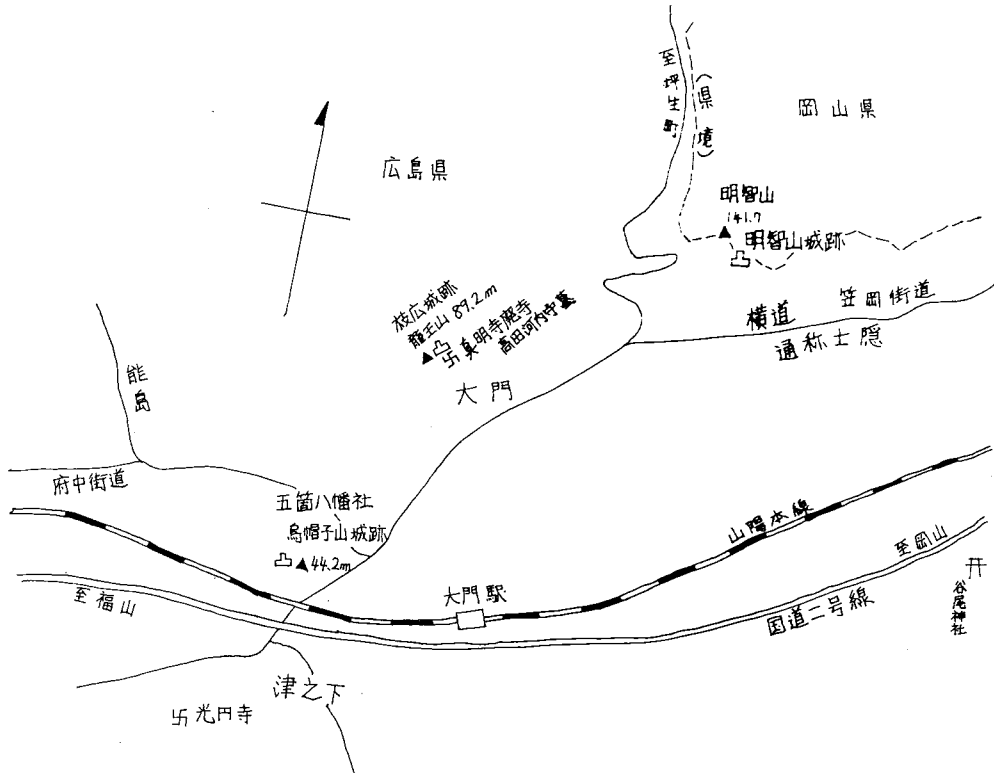 至坪生町
(県境)
岡山県
広島県
明智山
141.7
明智山城跡
枝広城跡
龍王山 89.2m
卐 真明寺廃寺
高田河内守墓
横道
笠岡街道
通称士隠
大門
能島
府中街道
五箇八幡社
烏帽子山城跡
44.2m
山陽本線
至岡山
大門駅
国道二号線
谷尾神社
至福山
津之下
卐 光円寺